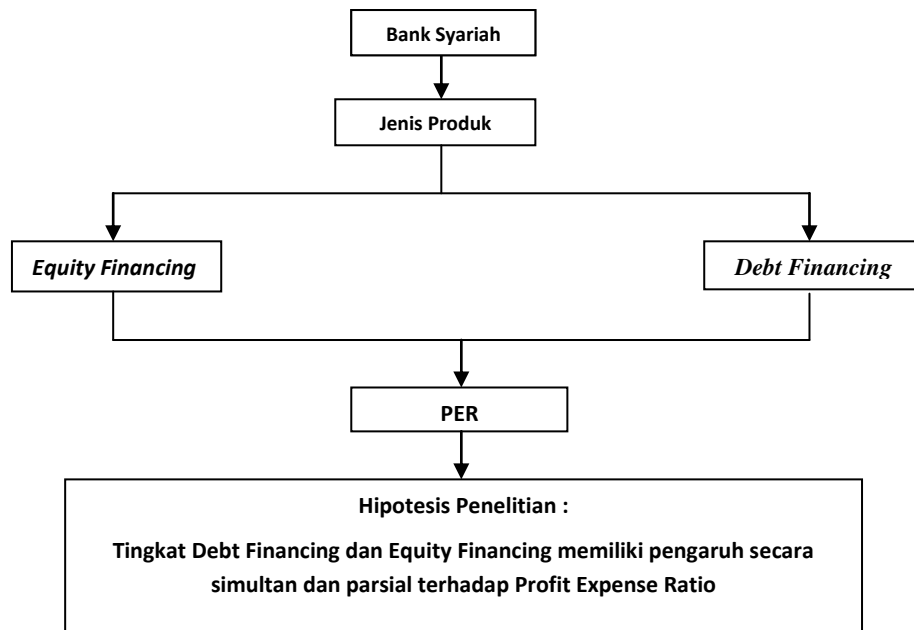 Bank Syariah
Jenis Produk
Equity Financing
Debt Financing
PER
Hipotesis Penelitian :
Tingkat Debt Financing dan Equity Financing memiliki pengaruh secara
simultan dan parsial terhadap Profit Expense Ratio